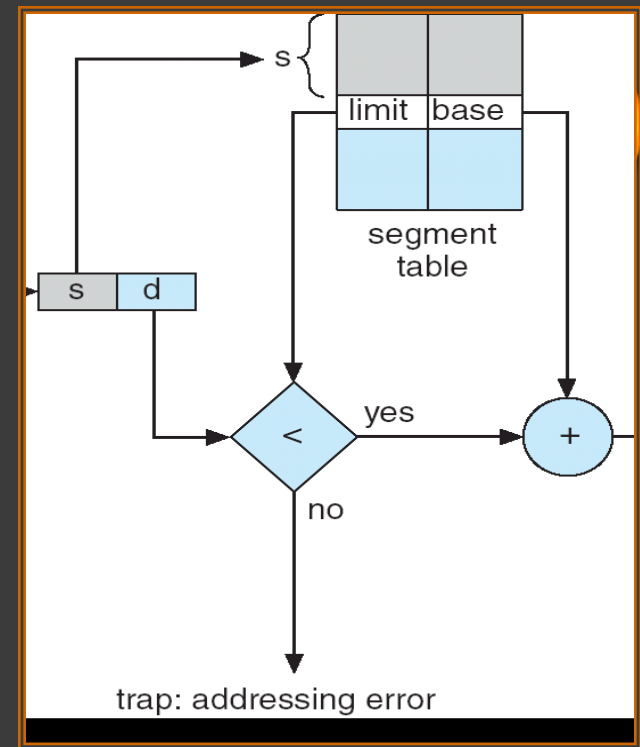 s
limit base
segment
table
s d
yes
<
+
no
trap: addressing error